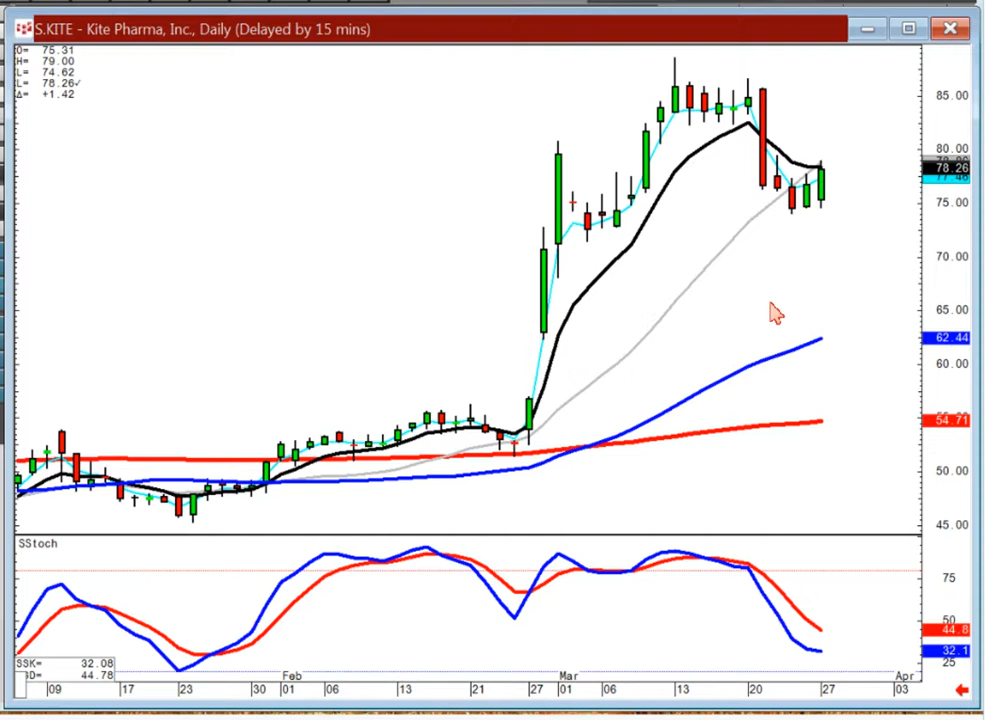 S.KITE - Kite Pharma, Inc., Daily (Delayed by 15 mins)
O= 75.31
H= 79.00
L= 74.62
L= 78.26✓
Δ= +1.42
85.00
80.00
78.26
77.46
75.00
70.00
65.00
62.44
60.00
54.71
50.00
45.00
SStoch
75
50
44.8
32.1
25
SSK= 32.08
SD= 44.78
Feb Mar Apr
09 17 23 30 01 06 13 21 27 01 06 13 20 27 03